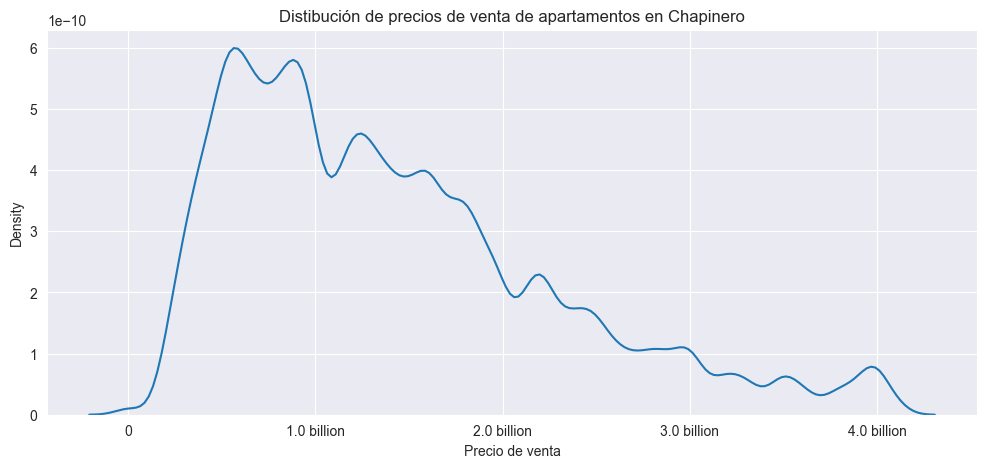 Distibución de precios de venta de apartamentos en Chapinero
1e−10
6
5
4
3
2
1
0
Density
0 1.0 billion 2.0 billion 3.0 billion 4.0 billion
Precio de venta